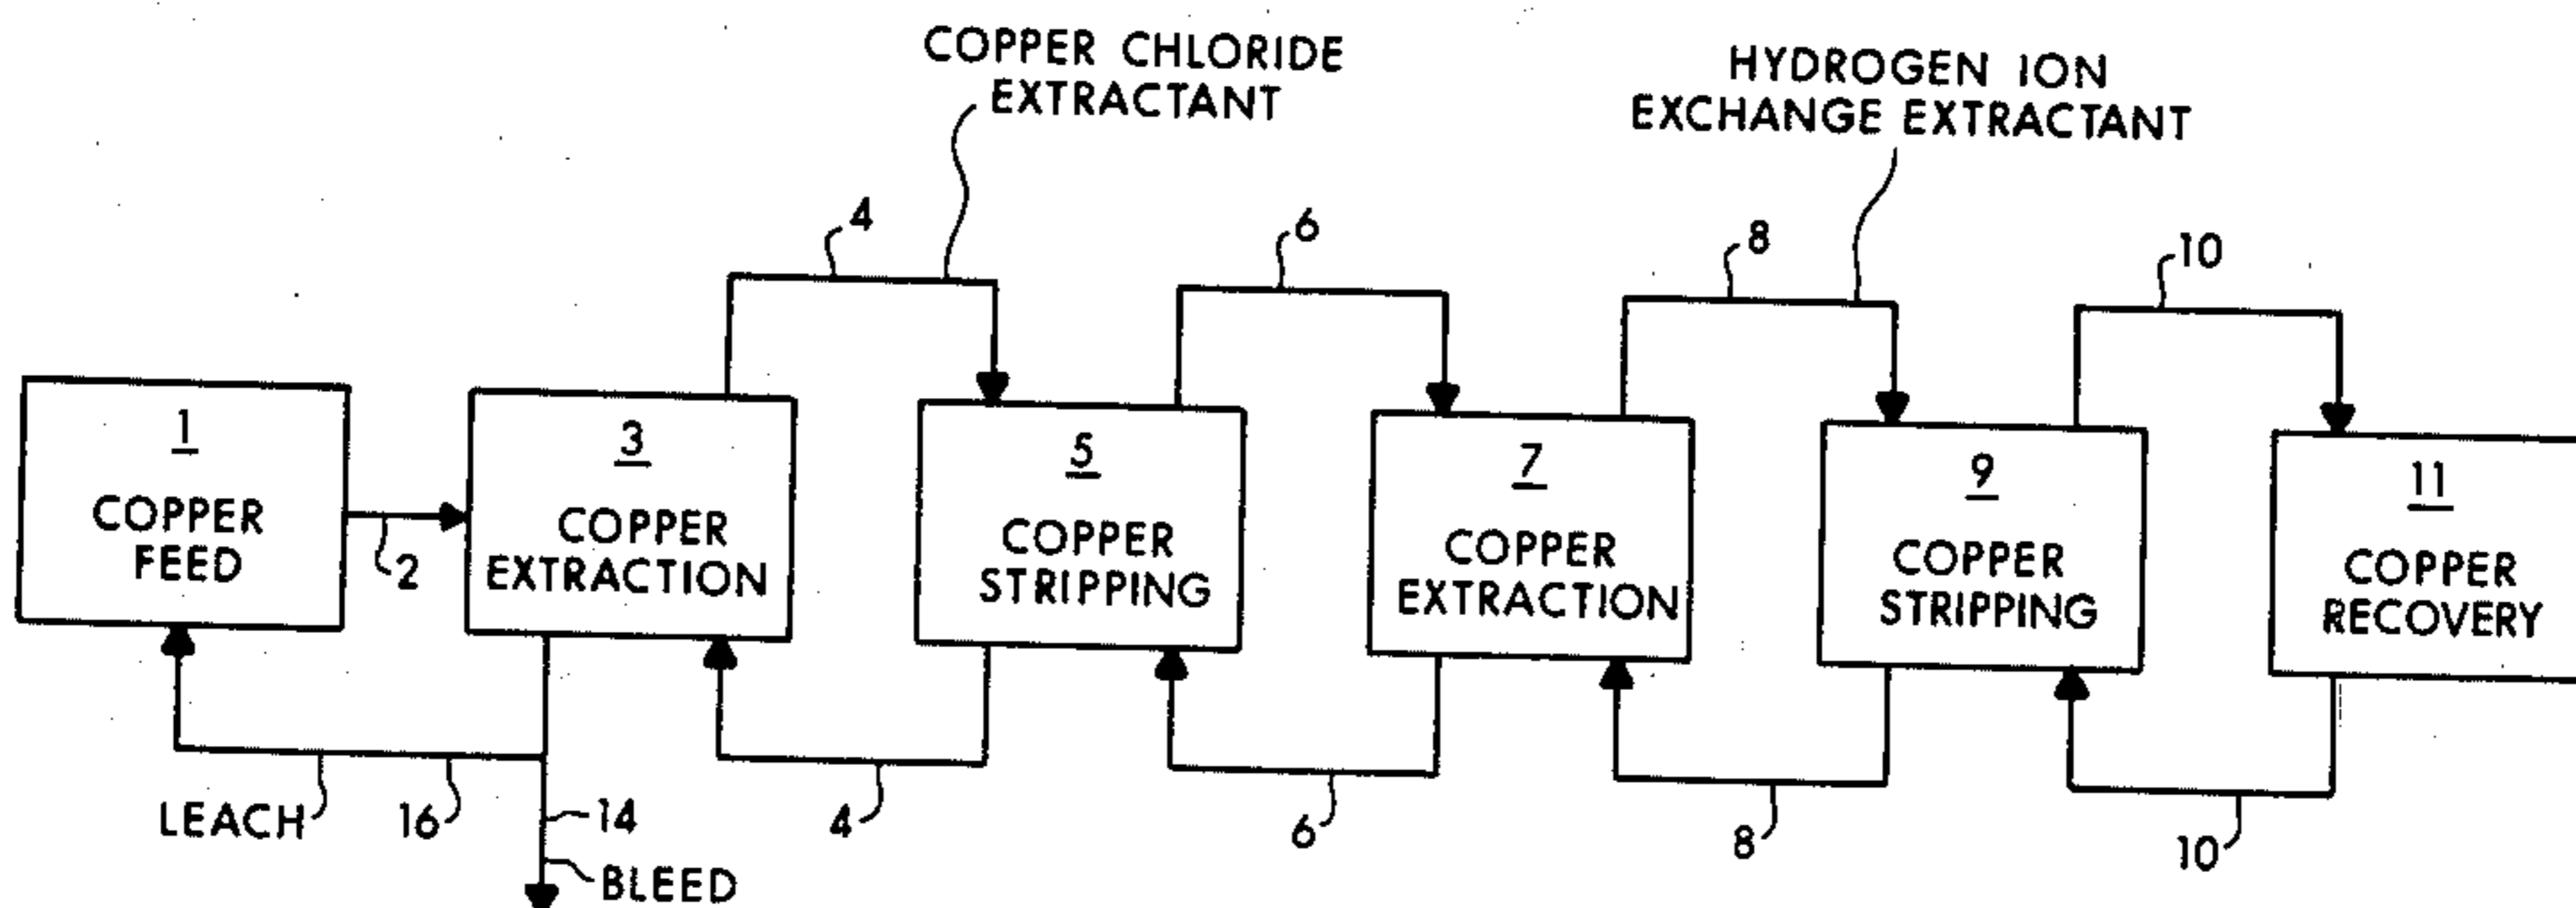 COPPER CHLORIDE
EXTRACTANT
HYDROGEN ION
EXCHANGE EXTRACTANT
4
6
8
10
1
COPPER
FEED
2
3
COPPER
EXTRACTION
5
COPPER
STRIPPING
7
COPPER
EXTRACTION
9
COPPER
STRIPPING
11
COPPER
RECOVERY
LEACH
16
14
BLEED
4
6
8
10